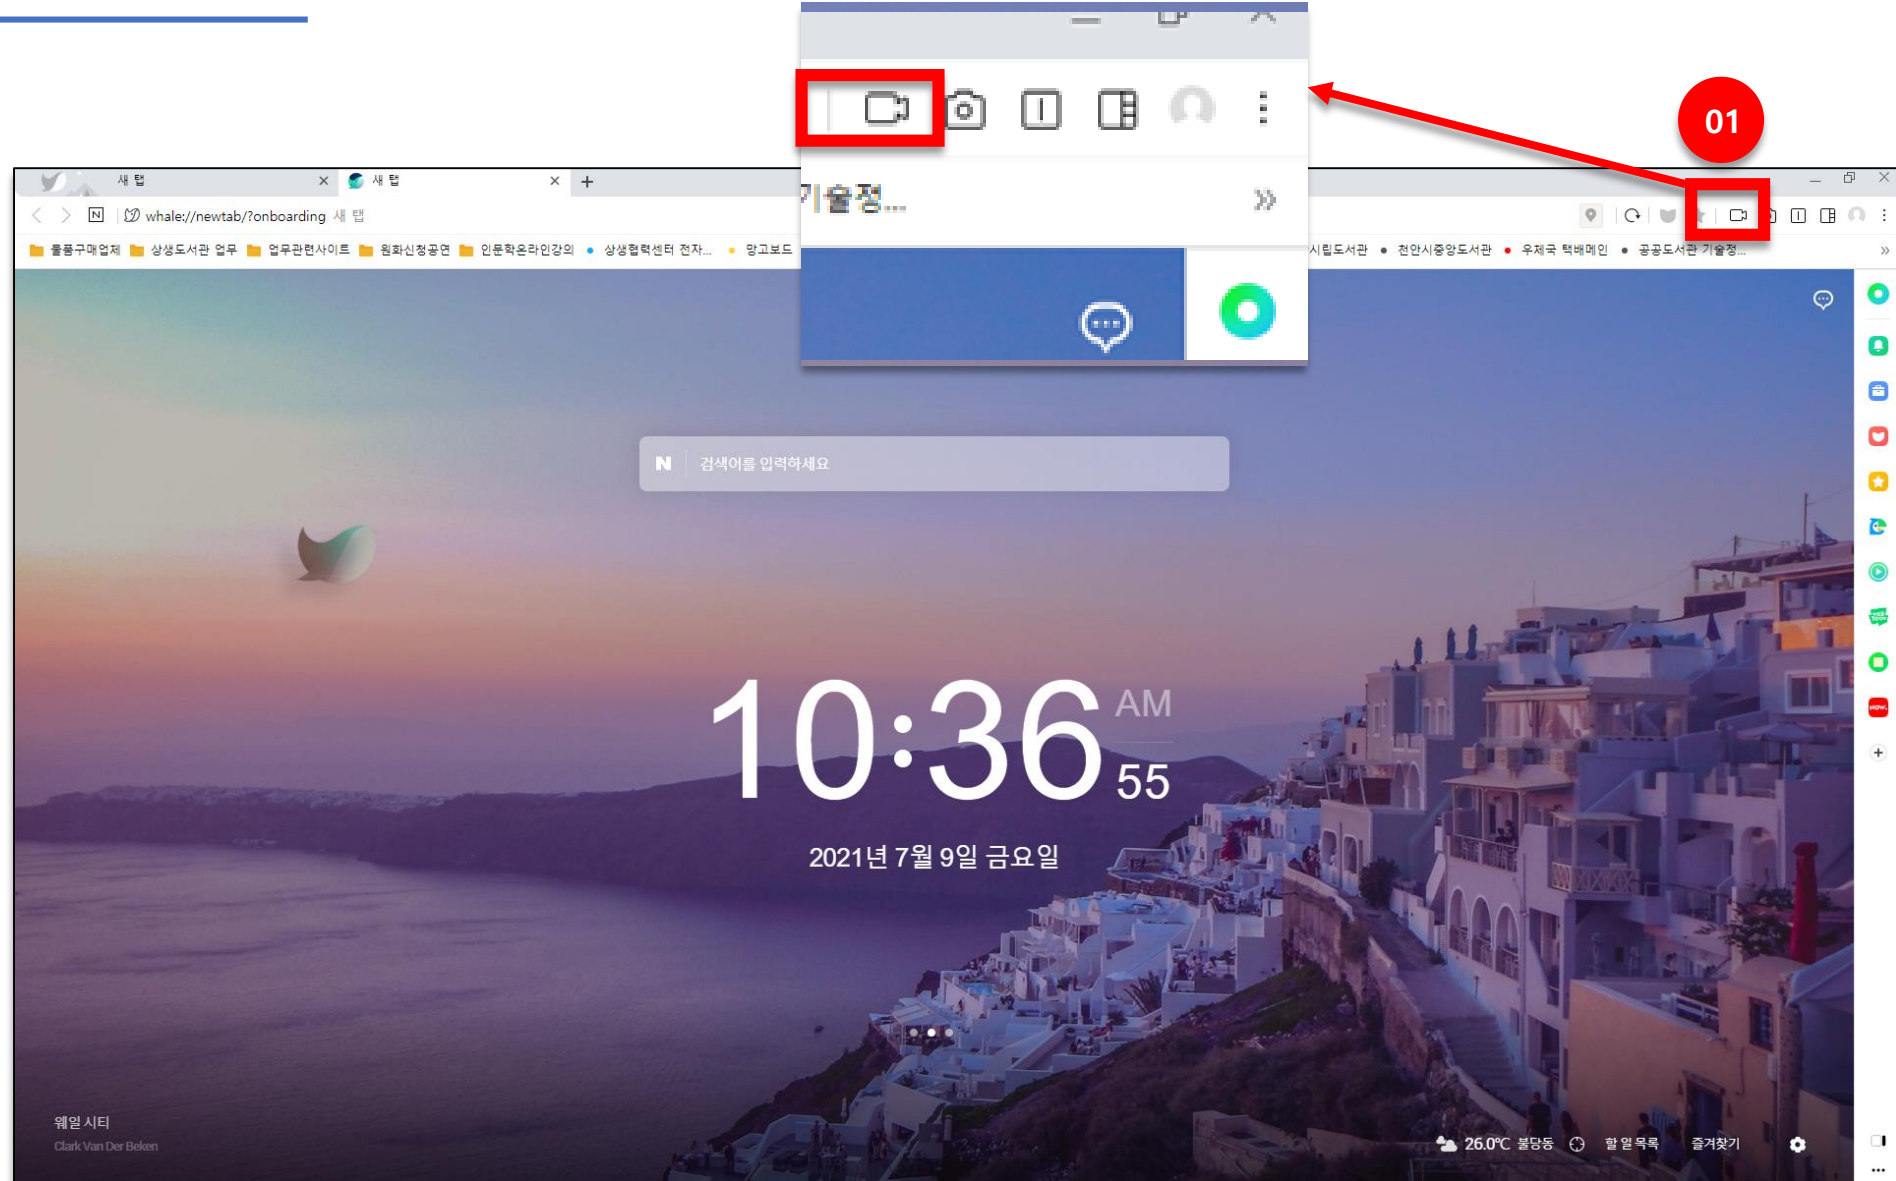 01
기술정...
새 탭
새 탭
whale://newtab/?onboarding 새 탭
물품구매업체 상생도서관 업무 업무관련사이트 원화신청공연 인문학온라인강의 상생협력센터 전자... 망고보드
시립도서관 천안시중앙도서관 우체국 택배메인 공공도서관 기술정...
N 검색어를 입력하세요
10:36 AM 55
2021년 7월 9일 금요일
웨일 시티
Clark Van Der Beken
26.0℃ 불당동 할 일 목록 즐겨찾기